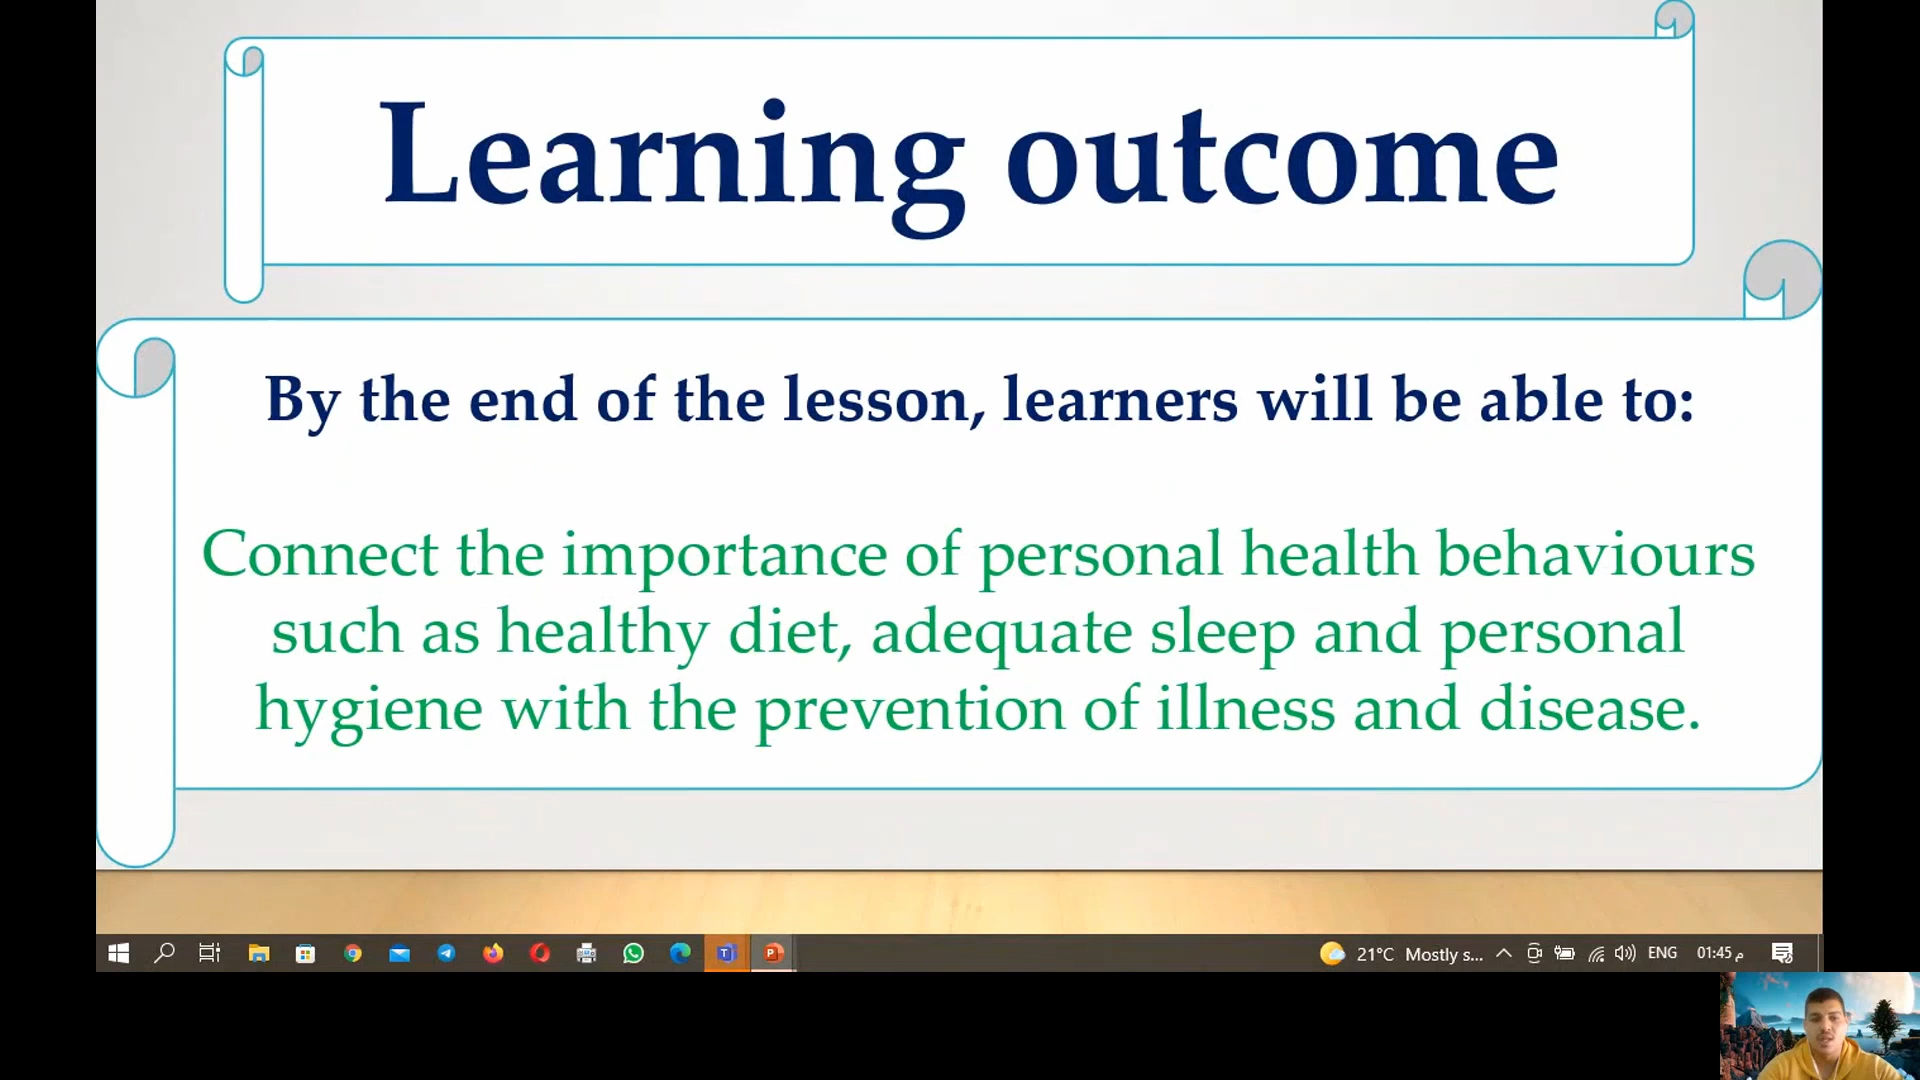 Learning outcome
By the end of the lesson, learners will be able to:
Connect the importance of personal health behaviours
such as healthy diet, adequate sleep and personal
hygiene with the prevention of illness and disease.
21°C Mostly s... ENG 01:45 م